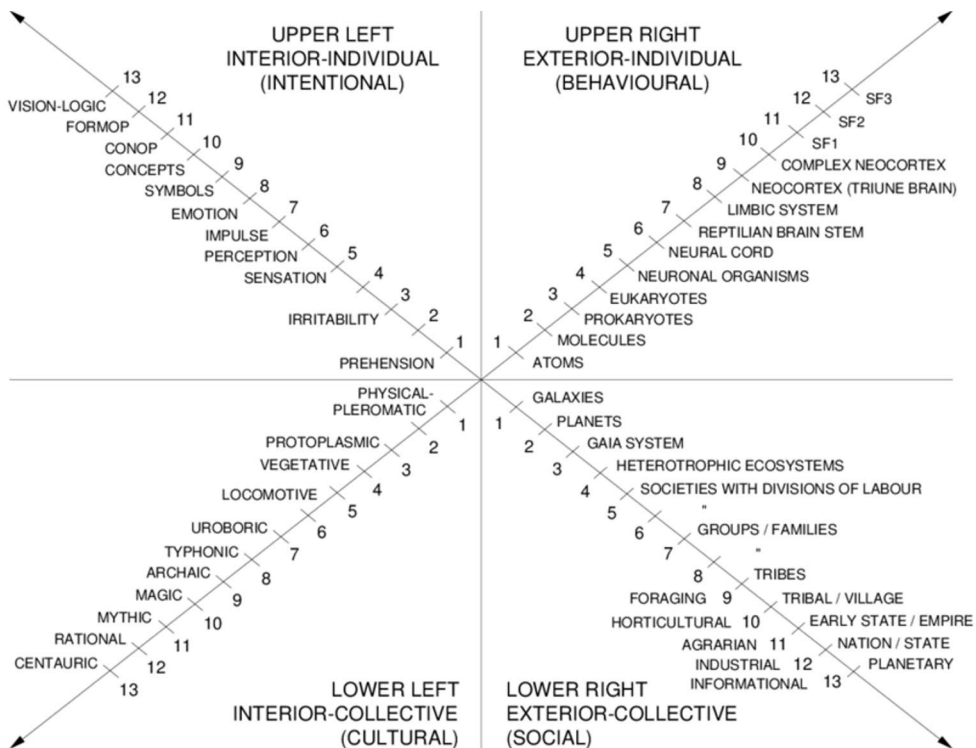 UPPER LEFT
INTERIOR-INDIVIDUAL
(INTENTIONAL)
13
VISION-LOGIC
12
FORMOP
11
CONOP
10
CONCEPTS
9
SYMBOLS
8
EMOTION
7
IMPULSE
6
PERCEPTION
5
SENSATION
4
3
IRRITABILITY
2
1
PREHENSION
UPPER RIGHT
EXTERIOR-INDIVIDUAL
(BEHAVIOURAL)
13
SF3
12
SF2
11
SF1
10
COMPLEX NEOCORTEX
9
NEOCORTEX (TRIUNE BRAIN)
8
LIMBIC SYSTEM
7
REPTILIAN BRAIN STEM
6
NEURAL CORD
5
NEURONAL ORGANISMS
4
EUKARYOTES
3
PROKARYOTES
2
MOLECULES
1
ATOMS
PHYSICAL-
PLEROMATIC
1
2
PROTOPLASMIC
3
VEGETATIVE
4
LOCOMOTIVE
5
6
UROBORIC
7
TYPHONIC
8
ARCHAIC
9
MAGIC
10
MYTHIC
11
RATIONAL
12
CENTAURIC
13
LOWER LEFT
INTERIOR-COLLECTIVE
(CULTURAL)
GALAXIES
1
PLANETS
2
GAIA SYSTEM
3
HETEROTROPHIC ECOSYSTEMS
4
SOCIETIES WITH DIVISIONS OF LABOUR
5
"
6
GROUPS / FAMILIES
7
"
8
TRIBES
FORAGING 9
TRIBAL / VILLAGE
HORTICULTURAL 10
EARLY STATE / EMPIRE
AGRARIAN 11
NATION / STATE
INDUSTRIAL 12
PLANETARY
INFORMATIONAL 13
LOWER RIGHT
EXTERIOR-COLLECTIVE
(SOCIAL)